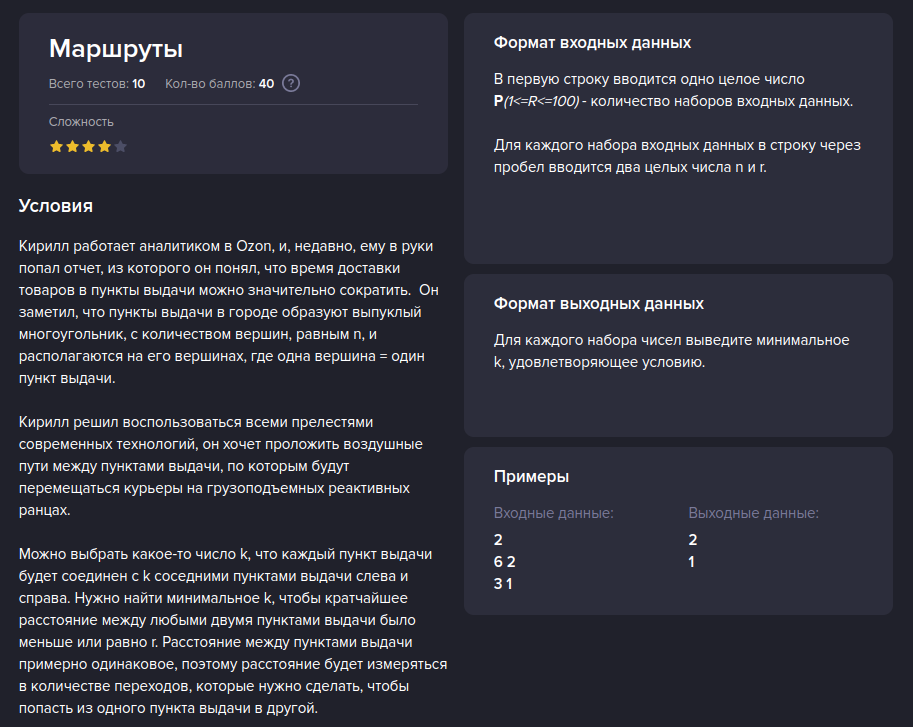 Маршруты
Всего тестов: 10 Кол-во баллов: 40 ?
Сложность
Условия
Кирилл работает аналитиком в Ozon, и, недавно, ему в руки
попал отчет, из которого он понял, что время доставки
товаров в пункты выдачи можно значительно сократить. Он
заметил, что пункты выдачи в городе образуют выпуклый
многоугольник, с количеством вершин, равным n, и
располагаются на его вершинах, где одна вершина = один
пункт выдачи.
Кирилл решил воспользоваться всеми прелестями
современных технологий, он хочет проложить воздушные
пути между пунктами выдачи, по которым будут
перемещаться курьеры на грузоподъемных реактивных
ранцах.
Можно выбрать какое-то число k, что каждый пункт выдачи
будет соединен с k соседними пунктами выдачи слева и
справа. Нужно найти минимальное k, чтобы кратчайшее
расстояние между любыми двумя пунктами выдачи было
меньше или равно r. Расстояние между пунктами выдачи
примерно одинаковое, поэтому расстояние будет измеряться
в количестве переходов, которые нужно сделать, чтобы
попасть из одного пункта выдачи в другой.
Формат входных данных
В первую строку вводится одно целое число
P(1<=R<=100) - количество наборов входных данных.
Для каждого набора входных данных в строку через
пробел вводится два целых числа n и r.
Формат выходных данных
Для каждого набора чисел выведите минимальное
k, удовлетворяющее условию.
Примеры
Входные данные: Выходные данные:
2 2
6 2 1
3 1